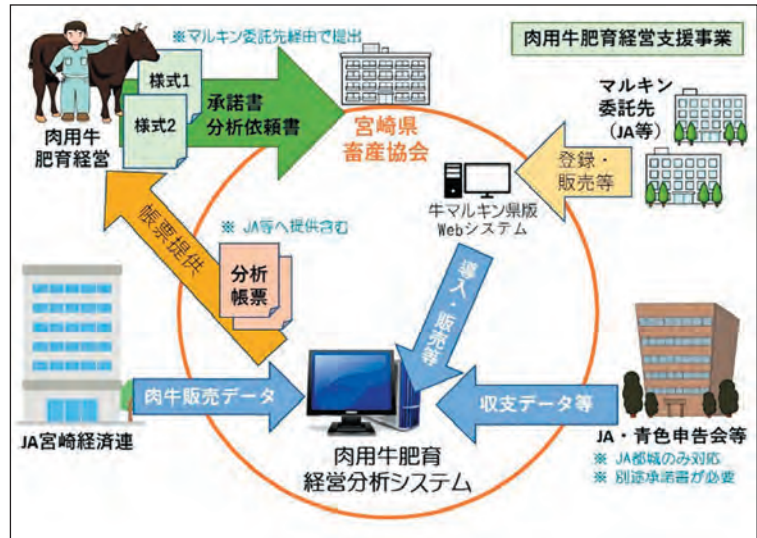 ※マルキン委託先経由で提出
肉用牛肥育経営支援事業
様式1
様式2
承諾書
分析依頼書
肉用牛
肥育経営
宮崎県
畜産協会
マルキン
委託先
（JA等）
登録・
販売等
牛マルキン県版
Webシステム
※ JA等へ提供含む
帳票提供
分析
帳票
導入・販売等
肉牛販売データ
収支データ等
JA宮崎経済連
肉用牛肥育
経営分析システム
JA・青色申告会等
※ JA都城のみ対応
※ 別途承諾書が必要